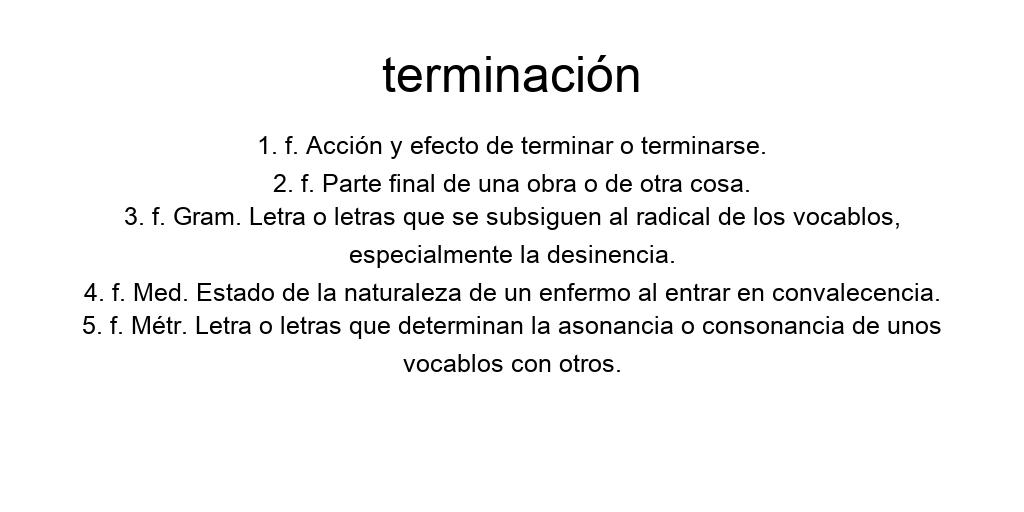 terminación
1. f. Acción y efecto de terminar o terminarse.
2. f. Parte final de una obra o de otra cosa.
3. f. Gram. Letra o letras que se subsiguen al radical de los vocablos,
especialmente la desinencia.
4. f. Med. Estado de la naturaleza de un enfermo al entrar en convalecencia.
5. f. Métr. Letra o letras que determinan la asonancia o consonancia de unos
vocablos con otros.